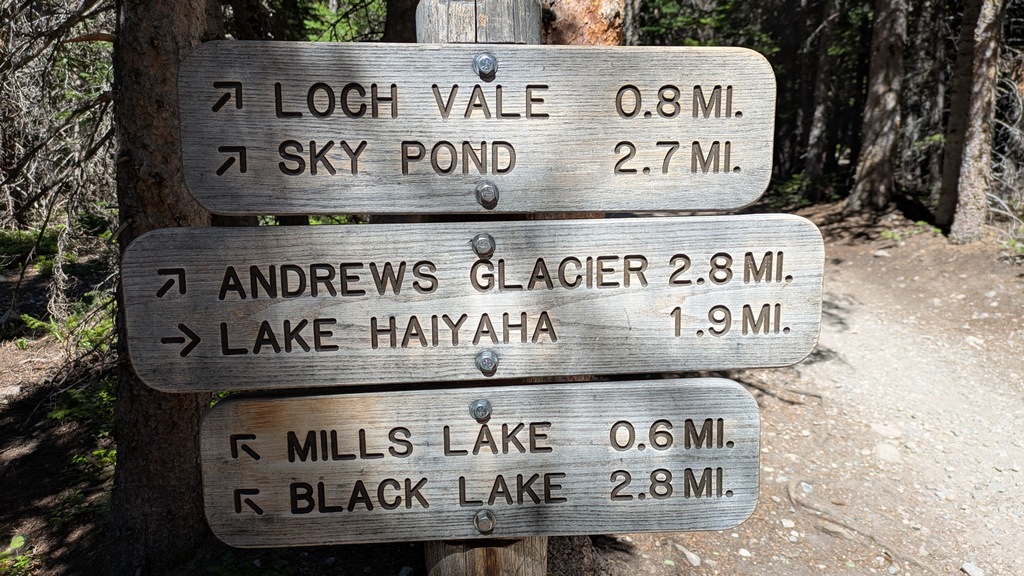 ↗ LOCH VALE 0.8 MI.
↗ SKY POND 2.7 MI.
↗ ANDREWS GLACIER 2.8 MI.
→ LAKE HAIYAHA 1.9 MI.
↖ MILLS LAKE 0.6 MI.
↖ BLACK LAKE 2.8 MI.